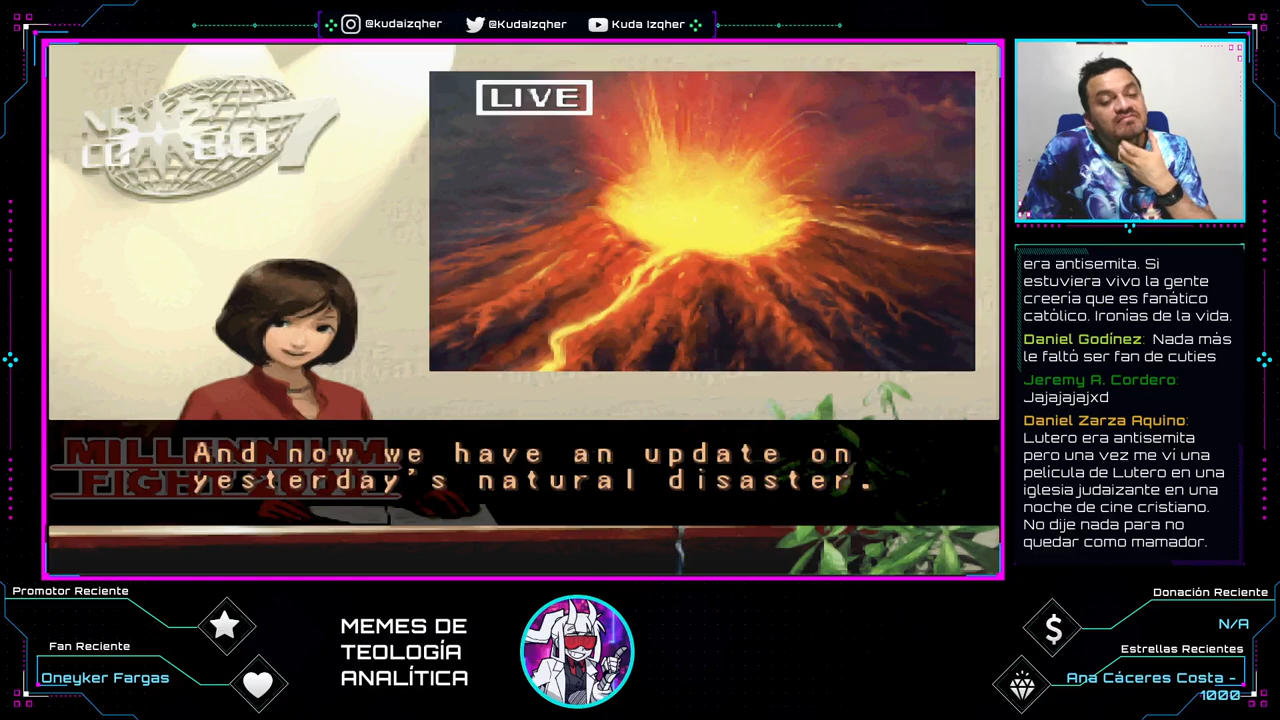 @kudaizqher
@KudaIzqher
Kuda Izqher
LIVE
7
MILLENNIUM
FIGHT 2001
And now we have an update on
yesterday's natural disaster.
era antisemita. Si
estuviera vivo la gente
creería que es fanático
católico. Ironías de la vida.
Daniel Godínez: Nada más
le faltó ser fan de cuties
Jeremy A. Cordero:
Jajajajajxd
Daniel Zarza Aquino:
Lutero era antisemita
pero una vez me vi una
película de Lutero en una
iglesia judaizante en una
noche de cine cristiano.
No dije nada para no
quedar como mamador.
Promotor Reciente
Fan Reciente
Oneyker Fargas
MEMES DE
TEOLOGÍA
ANALÍTICA
Donación Reciente
N/A
Estrellas Recientes
Ana Cáceres Costa -
1000